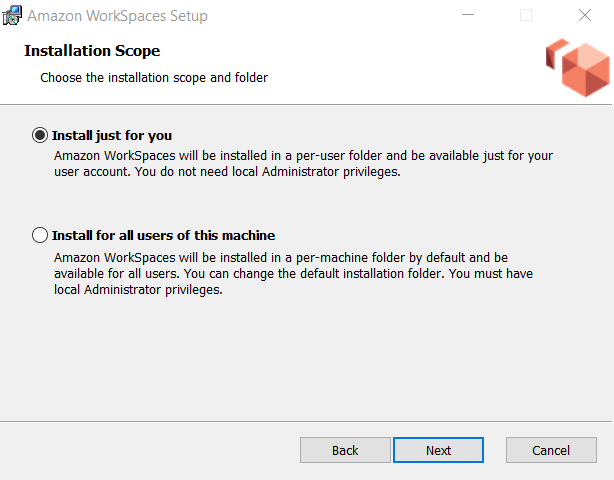 Amazon WorkSpaces Setup
Installation Scope
Choose the installation scope and folder
Install just for you
Amazon WorkSpaces will be installed in a per-user folder and be available just for your
user account. You do not need local Administrator privileges.
Install for all users of this machine
Amazon WorkSpaces will be installed in a per-machine folder by default and be
available for all users. You can change the default installation folder. You must have
local Administrator privileges.
Back Next Cancel